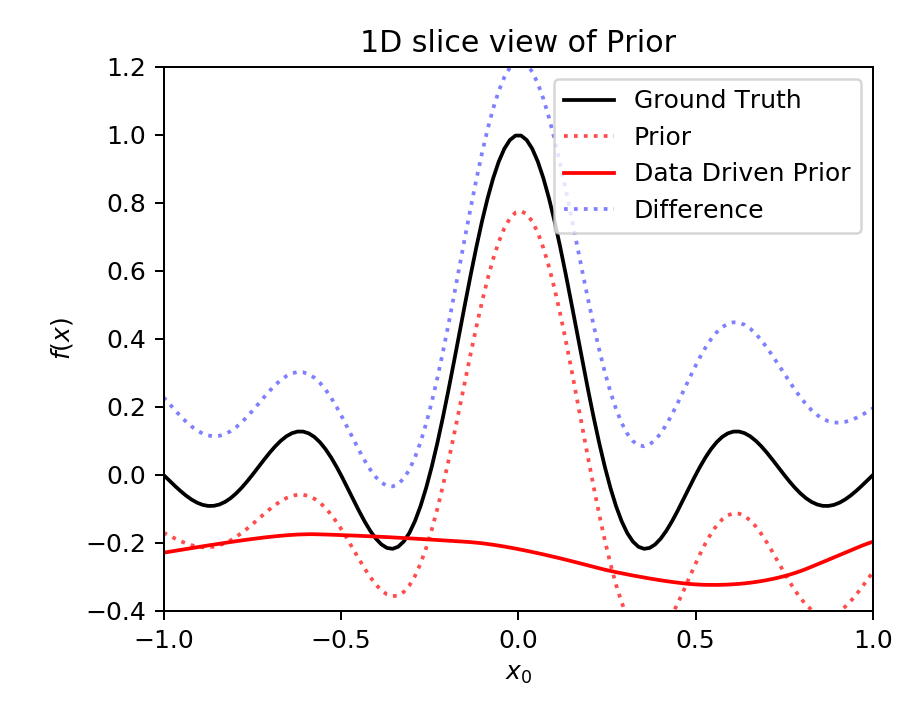 1D slice view of Prior
1.2
1.0
0.8
0.6
0.4
0.2
0.0
−0.2
−0.4
f(x)
Ground Truth
Prior
Data Driven Prior
Difference
−1.0 −0.5 0.0 0.5 1.0
x₀